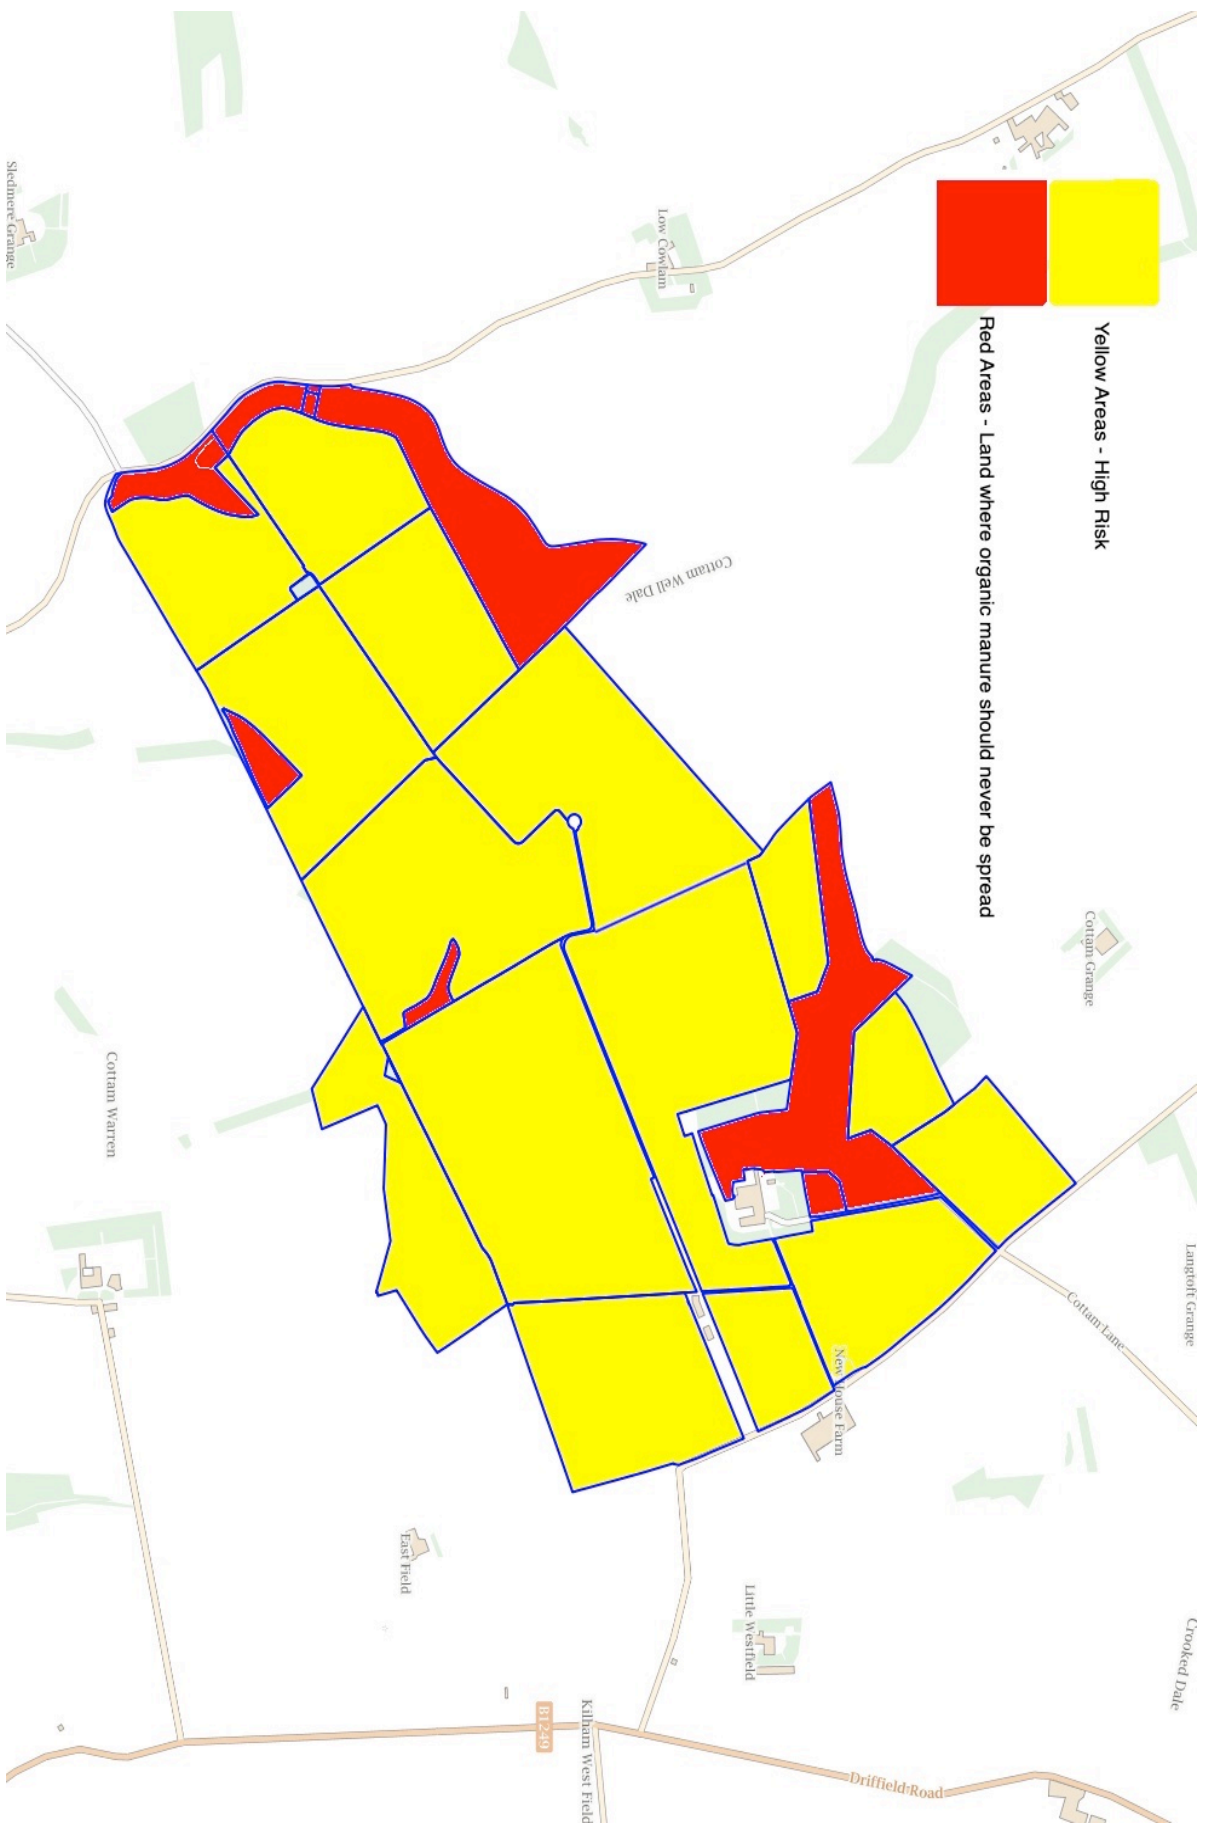 Yellow Areas - High Risk
Red Areas - Land where organic manure should never be spread
Sledmere Grange
Low Cowlam
Cottam Well Dale
Cottam Grange
Cottam Warren
Langtoft Grange
Cottam Lane
New House Farm
East Field
Little Westfield
Crooked Dale
B1249
Kilham West Field
Driffield Road